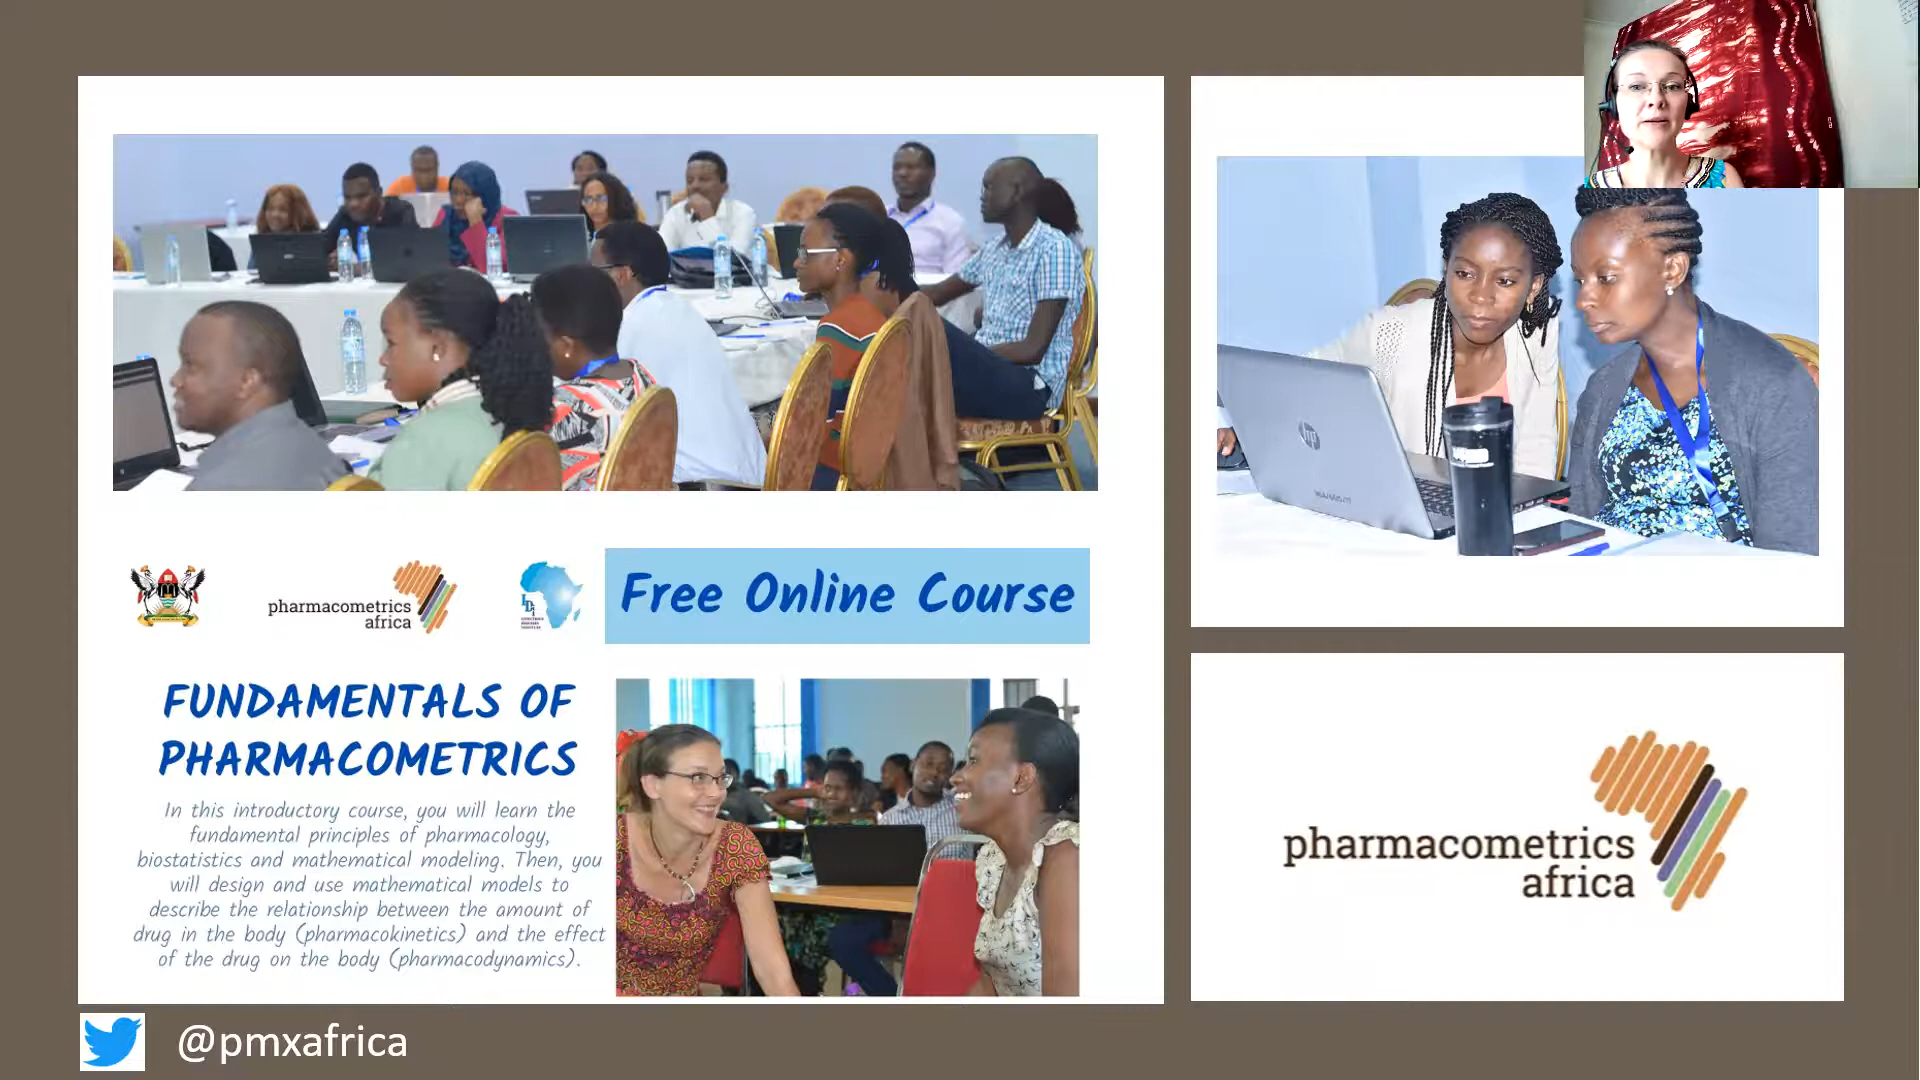 pharmacometrics
africa
IDI
Free Online Course
FUNDAMENTALS OF
PHARMACOMETRICS
In this introductory course, you will learn the
fundamental principles of pharmacology,
biostatistics and mathematical modeling. Then, you
will design and use mathematical models to
describe the relationship between the amount of
drug in the body (pharmacokinetics) and the effect
of the drug on the body (pharmacodynamics).
hp
pharmacometrics
africa
@pmxafrica